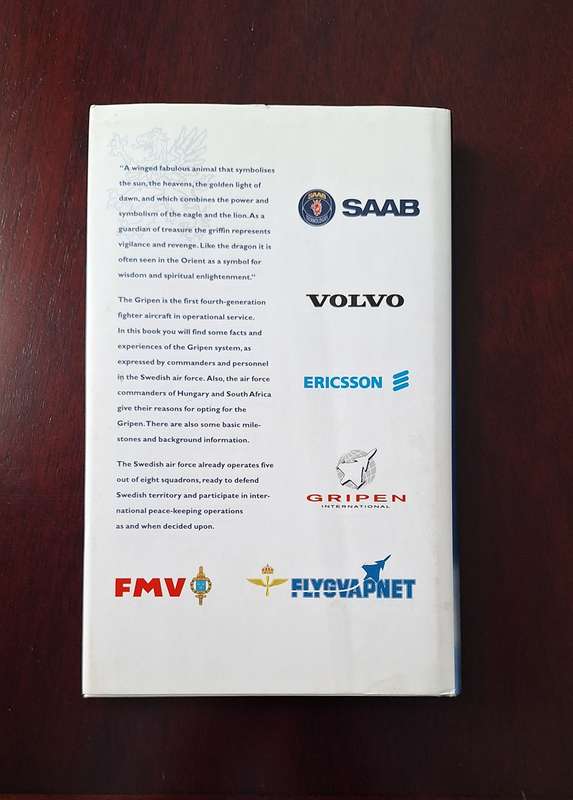 "A winged fabulous animal that symbolises
the sun, the heavens, the golden light of
dawn, and which combines the power and
symbolism of the eagle and the lion. As a
guardian of treasure the griffin represents
vigilance and revenge. Like the dragon it is
often seen in the Orient as a symbol for
wisdom and spiritual enlightenment."
The Gripen is the first fourth-generation
fighter aircraft in operational service.
In this book you will find some facts and
experiences of the Gripen system, as
expressed by commanders and personnel
in the Swedish air force. Also, the air force
commanders of Hungary and South Africa
give their reasons for opting for the
Gripen. There are also some basic mile-
stones and background information.
The Swedish air force already operates five
out of eight squadrons, ready to defend
Swedish territory and participate in inter-
national peace-keeping operations
as and when decided upon.
SAAB
SAAB
VOLVO
ERICSSON
GRIPEN
INTERNATIONAL
FMV
FLYGVAPNET